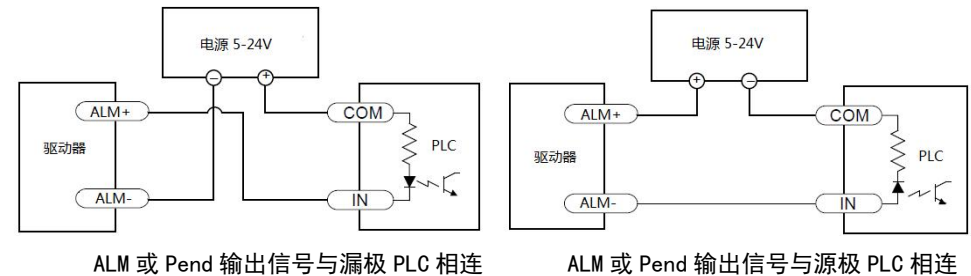 电源 5-24V
ALM+
驱动器
ALM-
COM
PLC
IN
ALM 或 Pend 输出信号与漏极 PLC 相连
电源 5-24V
ALM+
驱动器
ALM-
COM
PLC
IN
ALM 或 Pend 输出信号与源极 PLC 相连